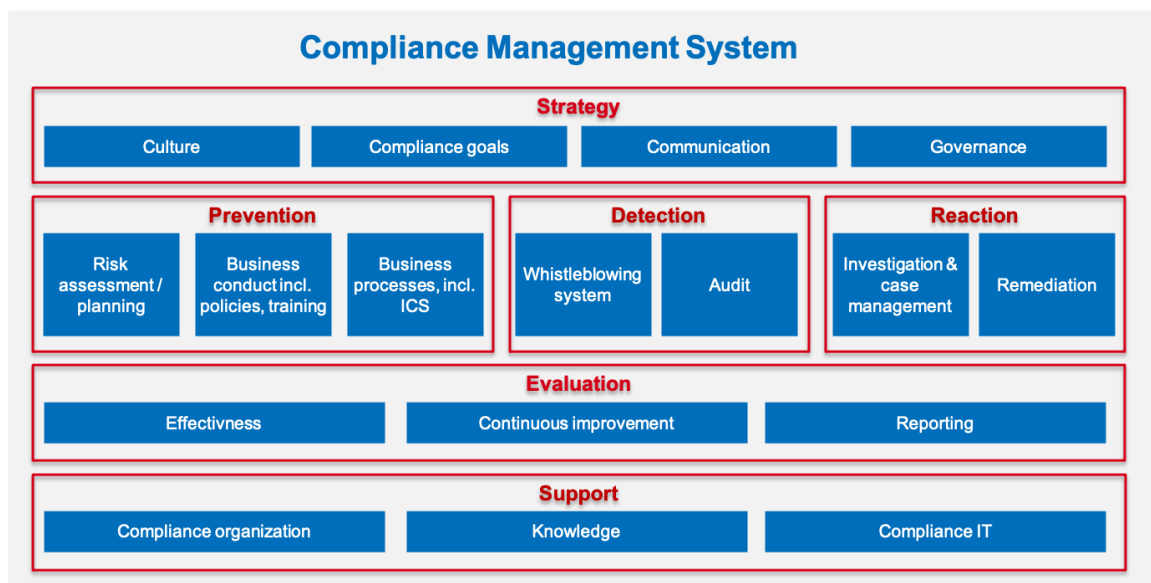 Compliance Management System
Strategy
Culture
Compliance goals
Communication
Governance
Prevention
Risk
assessment /
planning
Business
conduct incl.
policies, training
Business
processes, incl.
ICS
Detection
Whistleblowing
system
Audit
Reaction
Investigation &
case
management
Remediation
Evaluation
Effectivness
Continuous improvement
Reporting
Support
Compliance organization
Knowledge
Compliance IT